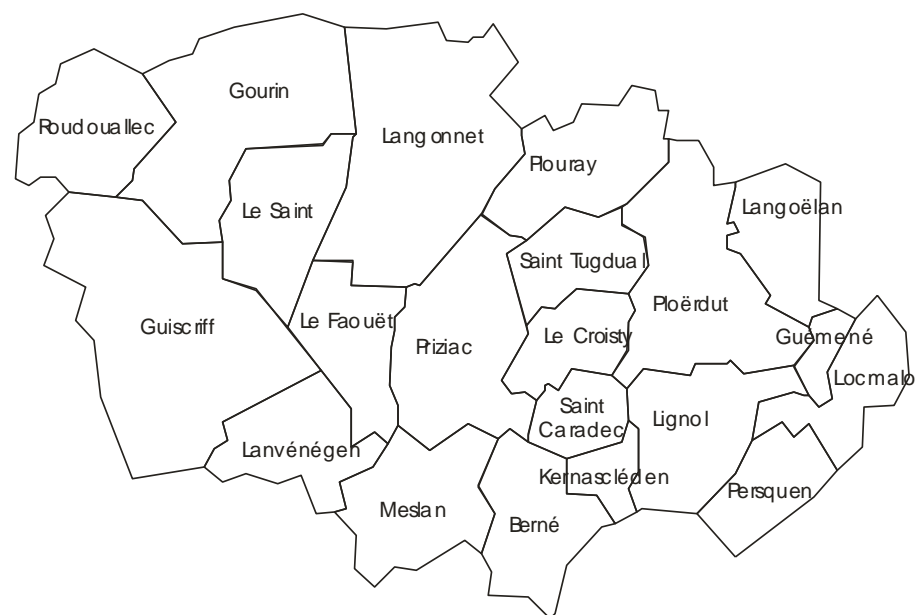 Gourin
Roudouallec
Langonnet
Plouray
Le Saint
Langoëlan
Saint Tugdual
Ploërdut
Guiscriff
Le Faouët
Priziac
Le Croisty
Guémené
Locmalo
Saint
Caradec
Lignol
Lanvénégen
Kernascléden
Persquen
Meslan
Berné